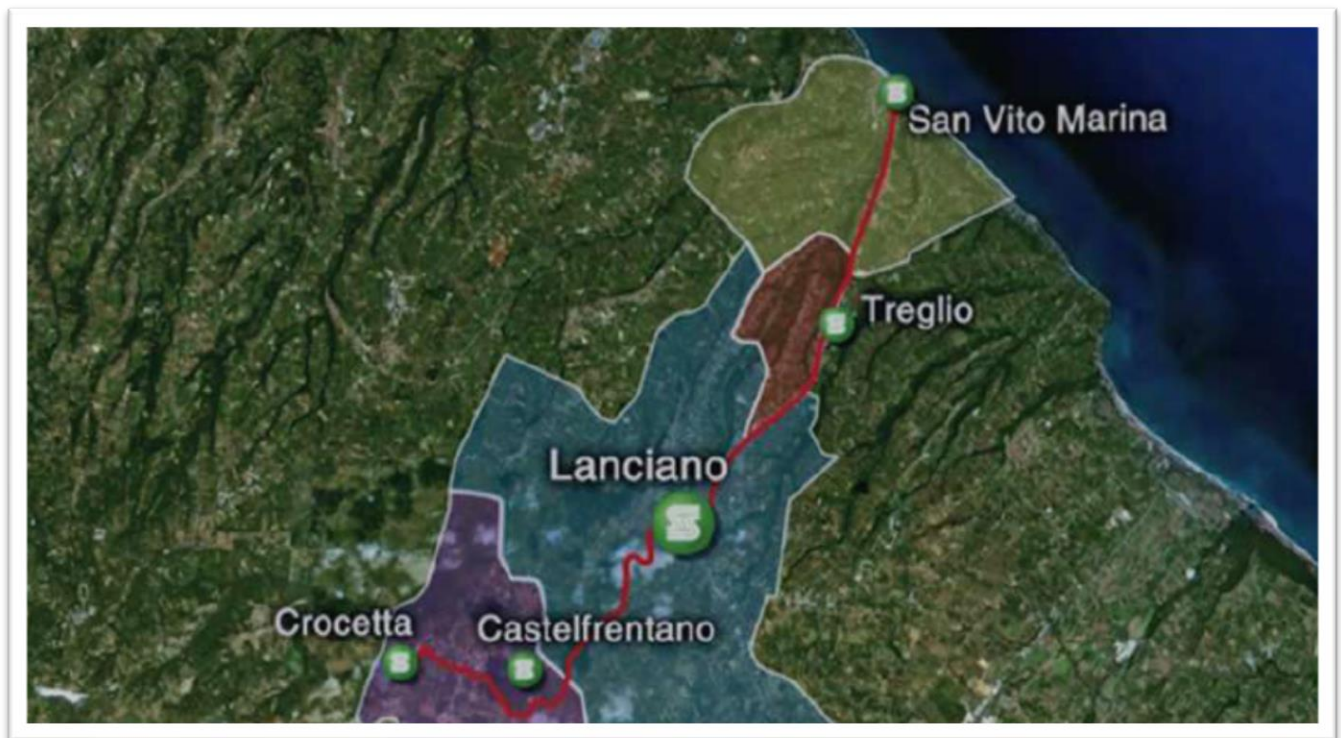 San Vito Marina
Treglio
Lanciano
Crocetta
Castelfrentano